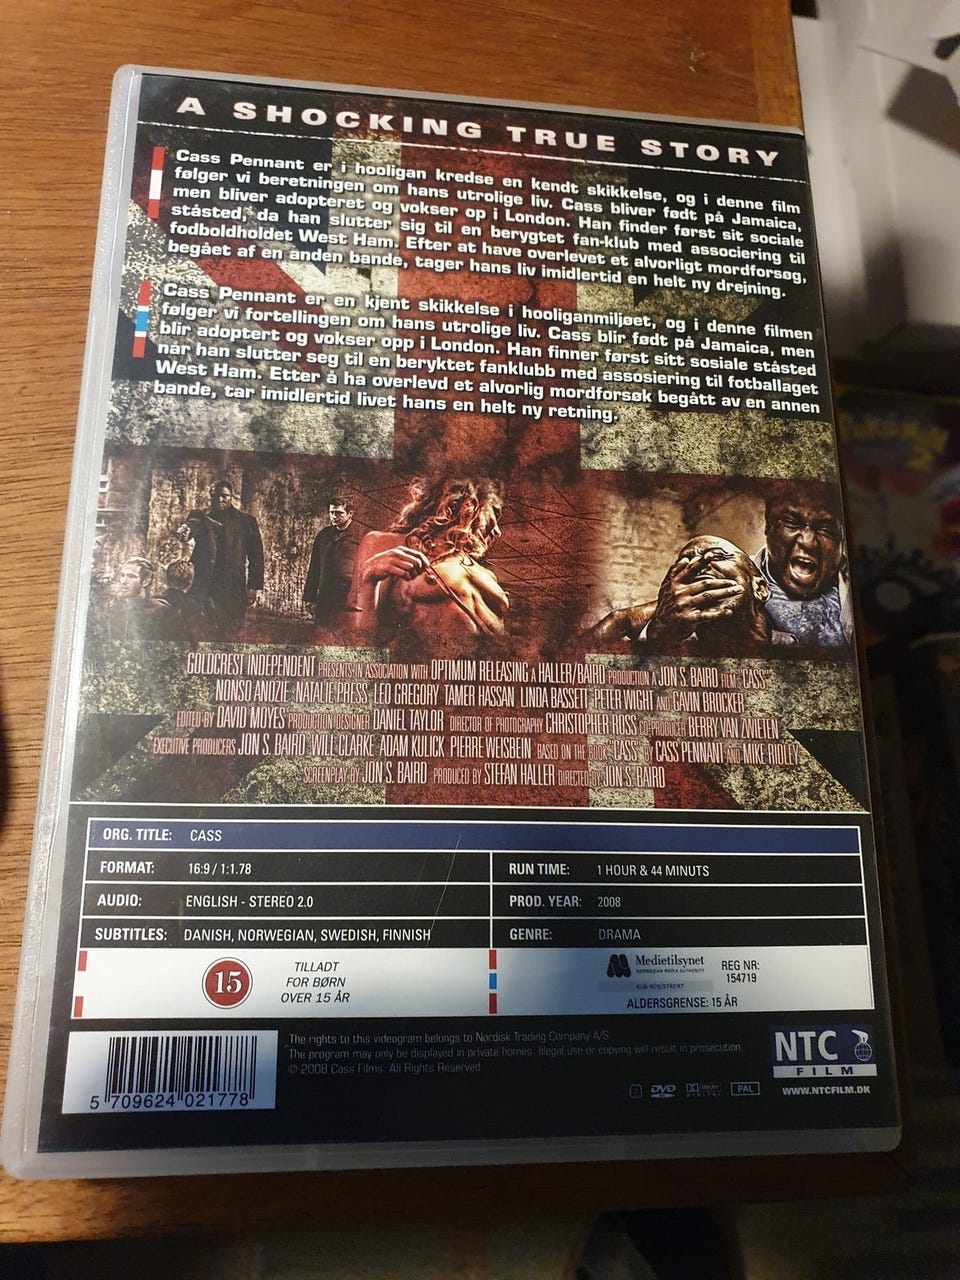 A SHOCKING TRUE STORY
Cass Pennant er i hooligan kredse en kendt skikkelse, og i denne film
følger vi beretningen om hans utrolige liv. Cass bliver født på Jamaica,
men bliver adopteret og vokser op i London. Han finder først sit sociale
ståsted, da han slutter sig til en berygtet fan-klub med associering til
fodboldholdet West Ham. Efter at have overlevet et alvorligt mordforsøg,
begået af en anden bande, tager hans liv imidlertid en helt ny drejning.
Cass Pennant er en kjent skikkelse i hooliganmiljøet, og i denne filmen
følger vi fortellingen om hans utrolige liv. Cass blir født på Jamaica, men
blir adoptert og vokser opp i London. Han finner først sitt sosiale ståsted
når han slutter seg til en beryktet fanklubb med assosiering til fotballaget
West Ham. Etter å ha overlevd et alvorlig mordforsøk begått av en annen
bande, tar imidlertid livet hans en helt ny retning.
GOLDCREST INDEPENDENT PRESENTS IN ASSOCIATION WITH OPTIMUM RELEASING A HALLER/BAIRD PRODUCTION A JON S. BAIRD FILM "CASS"
NONSO ANOZIE NATALIE PRESS LEO GREGORY TAMER HASSAN LINDA BASSETT PETER WIGHT AND GAVIN BROCKER
EDITED BY DAVID MOYES PRODUCTION DESIGNER DANIEL TAYLOR DIRECTOR OF PHOTOGRAPHY CHRISTOPHER ROSS CO-PRODUCER BERRY VAN ZWIETEN
EXECUTIVE PRODUCERS JON S. BAIRD WILL CLARKE ADAM KULICK PIERRE WEISBEIN BASED ON THE BOOK "CASS" BY CASS PENNANT AND MIKE RIDLEY
SCREENPLAY BY JON S. BAIRD PRODUCED BY STEFAN HALLER DIRECTED BY JON S. BAIRD
ORG. TITLE: CASS
FORMAT: 16:9 / 1:1.78 RUN TIME: 1 HOUR & 44 MINUTS
AUDIO: ENGLISH - STEREO 2.0 PROD. YEAR: 2008
SUBTITLES: DANISH, NORWEGIAN, SWEDISH, FINNISH GENRE: DRAMA
15 TILLADT
FOR BØRN
OVER 15 ÅR
Medietilsynet
NORWEGIAN MEDIA AUTHORITY
KUN REGISTRERT
REG NR:
154719
ALDERSGRENSE: 15 ÅR
5 709624 021778
The rights to this videogram belongs to Nordisk Trading Company A/S
The program may only be displayed in private homes. Illegal use or copying will result in prosecution.
© 2008 Cass Films. All Rights Reserved
NTC
FILM
DVD DOLBY DIGITAL PAL
WWW.NTCFILM.DK